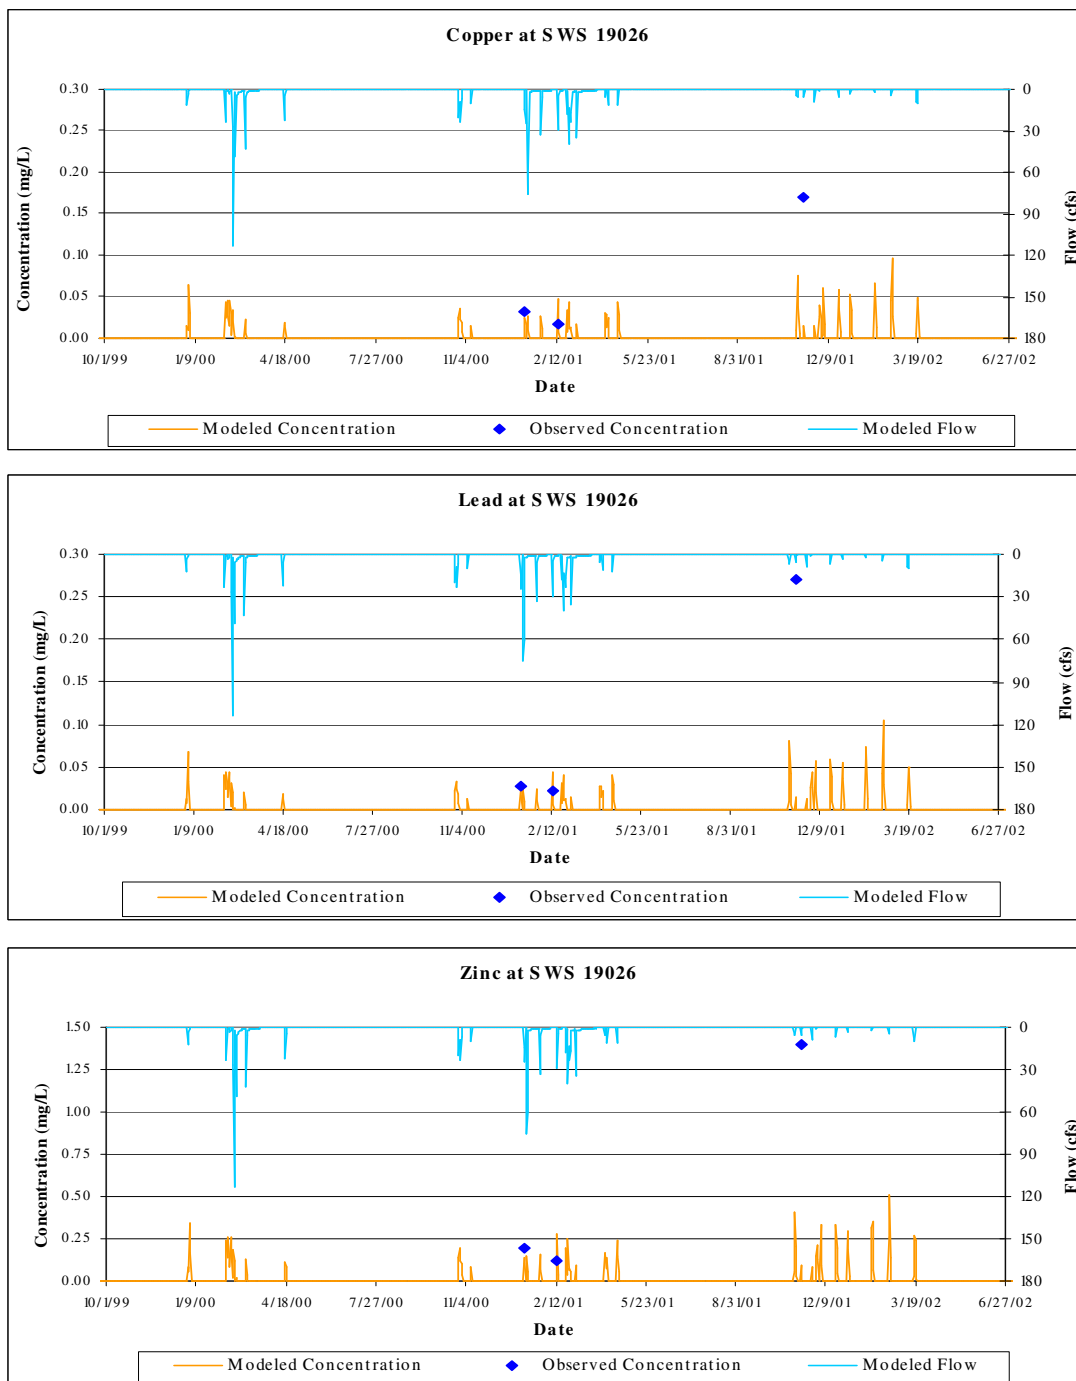 Copper at SWS 19026
Concentration (mg/L)
0.30
0.25
0.20
0.15
0.10
0.05
0.00
0
30
60
90
120
150
180
Flow (cfs)
10/1/99 1/9/00 4/18/00 7/27/00 11/4/00 2/12/01 5/23/01 8/31/01 12/9/01 3/19/02 6/27/02
Date
Modeled Concentration Observed Concentration Modeled Flow
Lead at SWS 19026
Concentration (mg/L)
0.30
0.25
0.20
0.15
0.10
0.05
0.00
0
30
60
90
120
150
180
Flow (cfs)
10/1/99 1/9/00 4/18/00 7/27/00 11/4/00 2/12/01 5/23/01 8/31/01 12/9/01 3/19/02 6/27/02
Date
Modeled Concentration Observed Concentration Modeled Flow
Zinc at SWS 19026
Concentration (mg/L)
1.50
1.25
1.00
0.75
0.50
0.25
0.00
0
30
60
90
120
150
180
Flow (cfs)
10/1/99 1/9/00 4/18/00 7/27/00 11/4/00 2/12/01 5/23/01 8/31/01 12/9/01 3/19/02 6/27/02
Date
Modeled Concentration Observed Concentration Modeled Flow